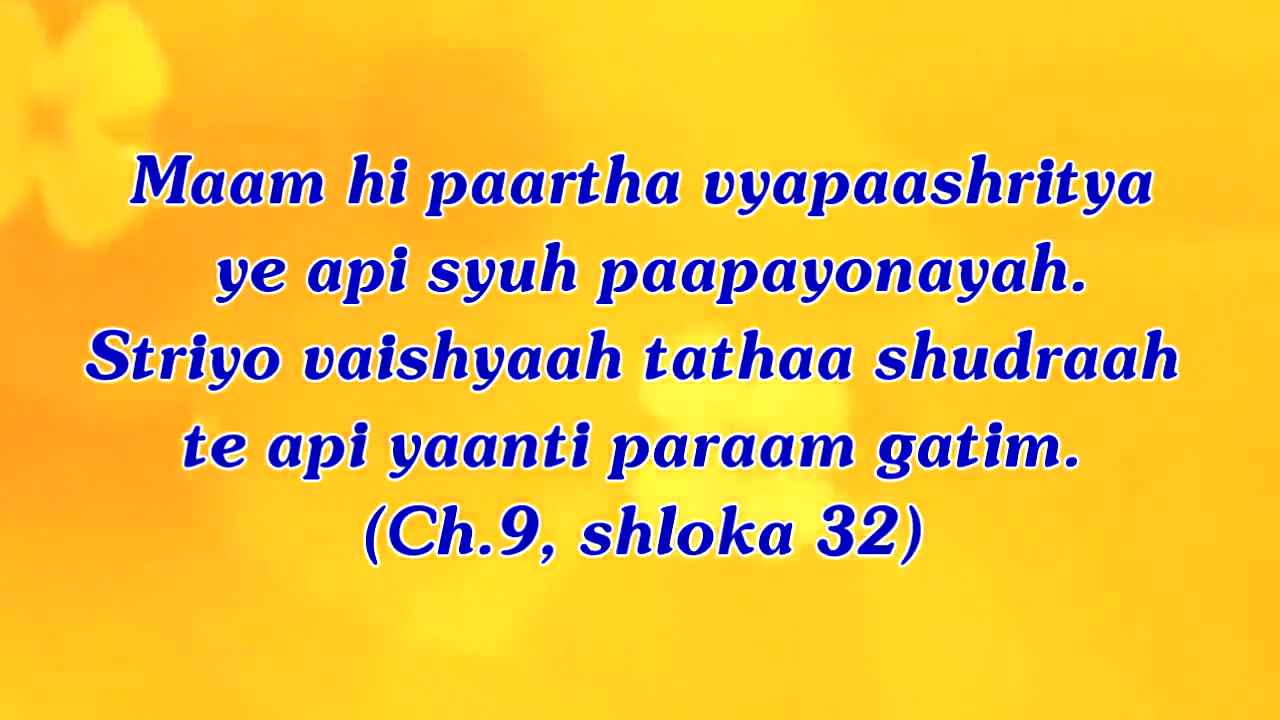 Maam hi paartha vyapaashritya
ye api syuh paapayonayah.
Striyo vaishyaah tathaa shudraah
te api yaanti paraam gatim.
(Ch.9, shloka 32)